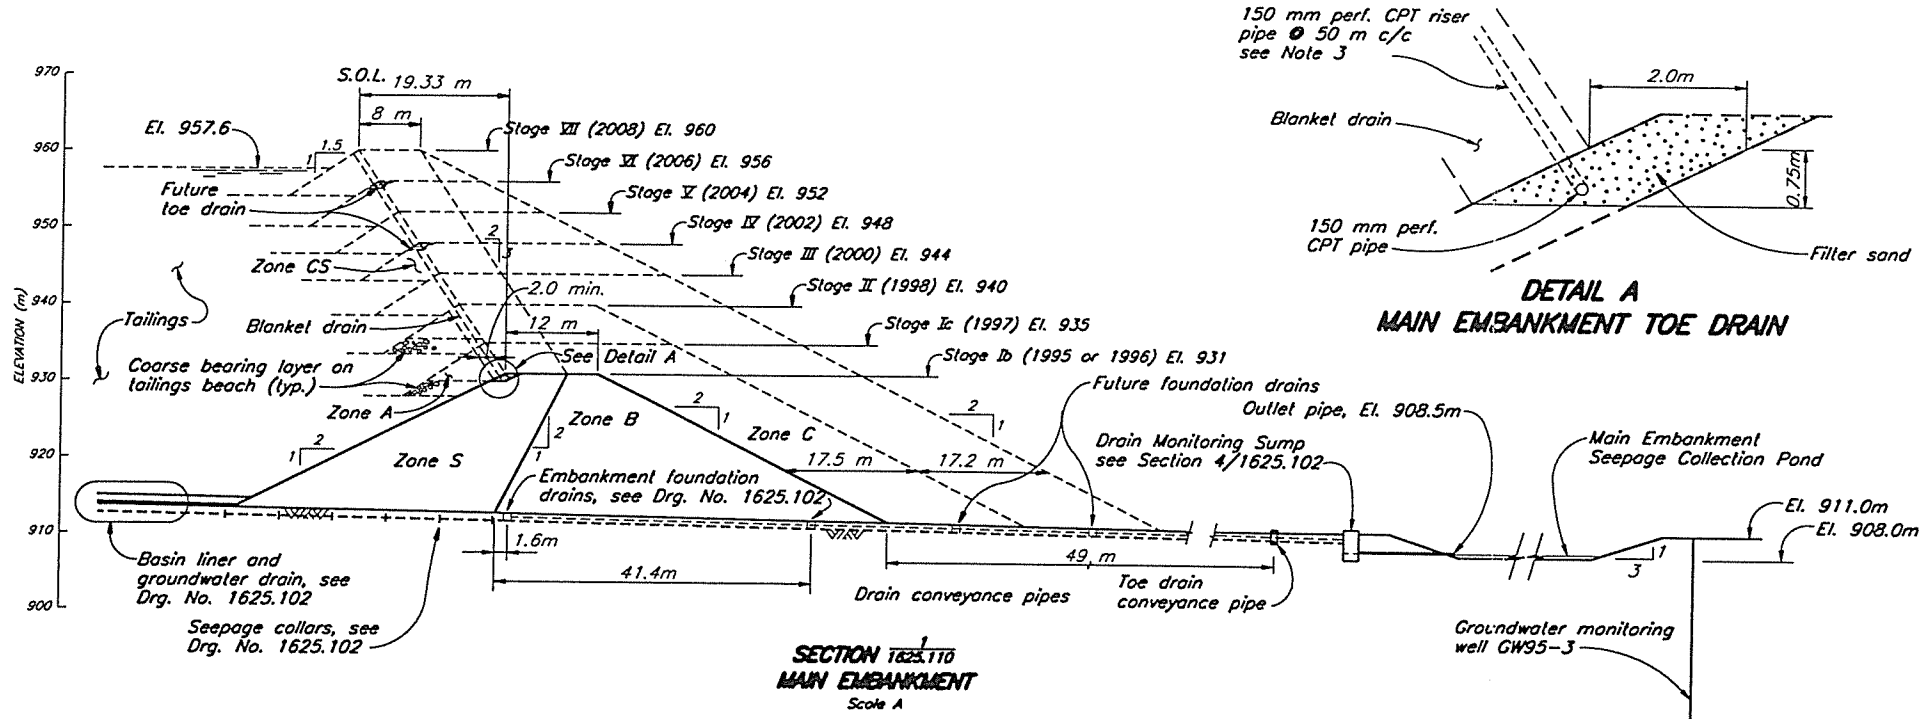 970
960
950
940
930
920
910
900
ELEVATION (m)
S.O.L. 19.33 m
8 m
El. 957.6
1.5
1
Future
toe drain
Zone CS
Tailings
Blanket drain
Coarse bearing layer on
tailings beach (typ.)
Zone A
2
1
Stage VII (2008) El. 960
Stage VI (2006) El. 956
Stage V (2004) El. 952
Stage IV (2002) El. 948
2
3
Stage III (2000) El. 944
2.0 min.
Stage II (1998) El. 940
12 m
Stage Ic (1997) El. 935
See Detail A
Stage Ib (1995 or 1996) El. 931
Zone S
2
1
Zone B
2
1
Zone C
2
1
17.5 m
17.2 m
Embankment foundation
drains, see Drg. No. 1625.102
Future foundation drains
Outlet pipe, El. 908.5m
Drain Monitoring Sump
see Section 4/1625.102
Main Embankment
Seepage Collection Pond
El. 911.0m
El. 908.0m
1
3
1.6m
41.4m
49 m
Basin liner and
groundwater drain, see
Drg. No. 1625.102
Seepage collars, see
Drg. No. 1625.102
Drain conveyance pipes
Toe drain
conveyance pipe
Groundwater monitoring
well GW95-3
SECTION 1
1625.110
MAIN EMBANKMENT
Scale A
150 mm perf. CPT riser
pipe @ 50 m c/c
see Note 3
2.0m
Blanket drain
0.75m
150 mm perf.
CPT pipe
Filter sand
DETAIL A
MAIN EMBANKMENT TOE DRAIN